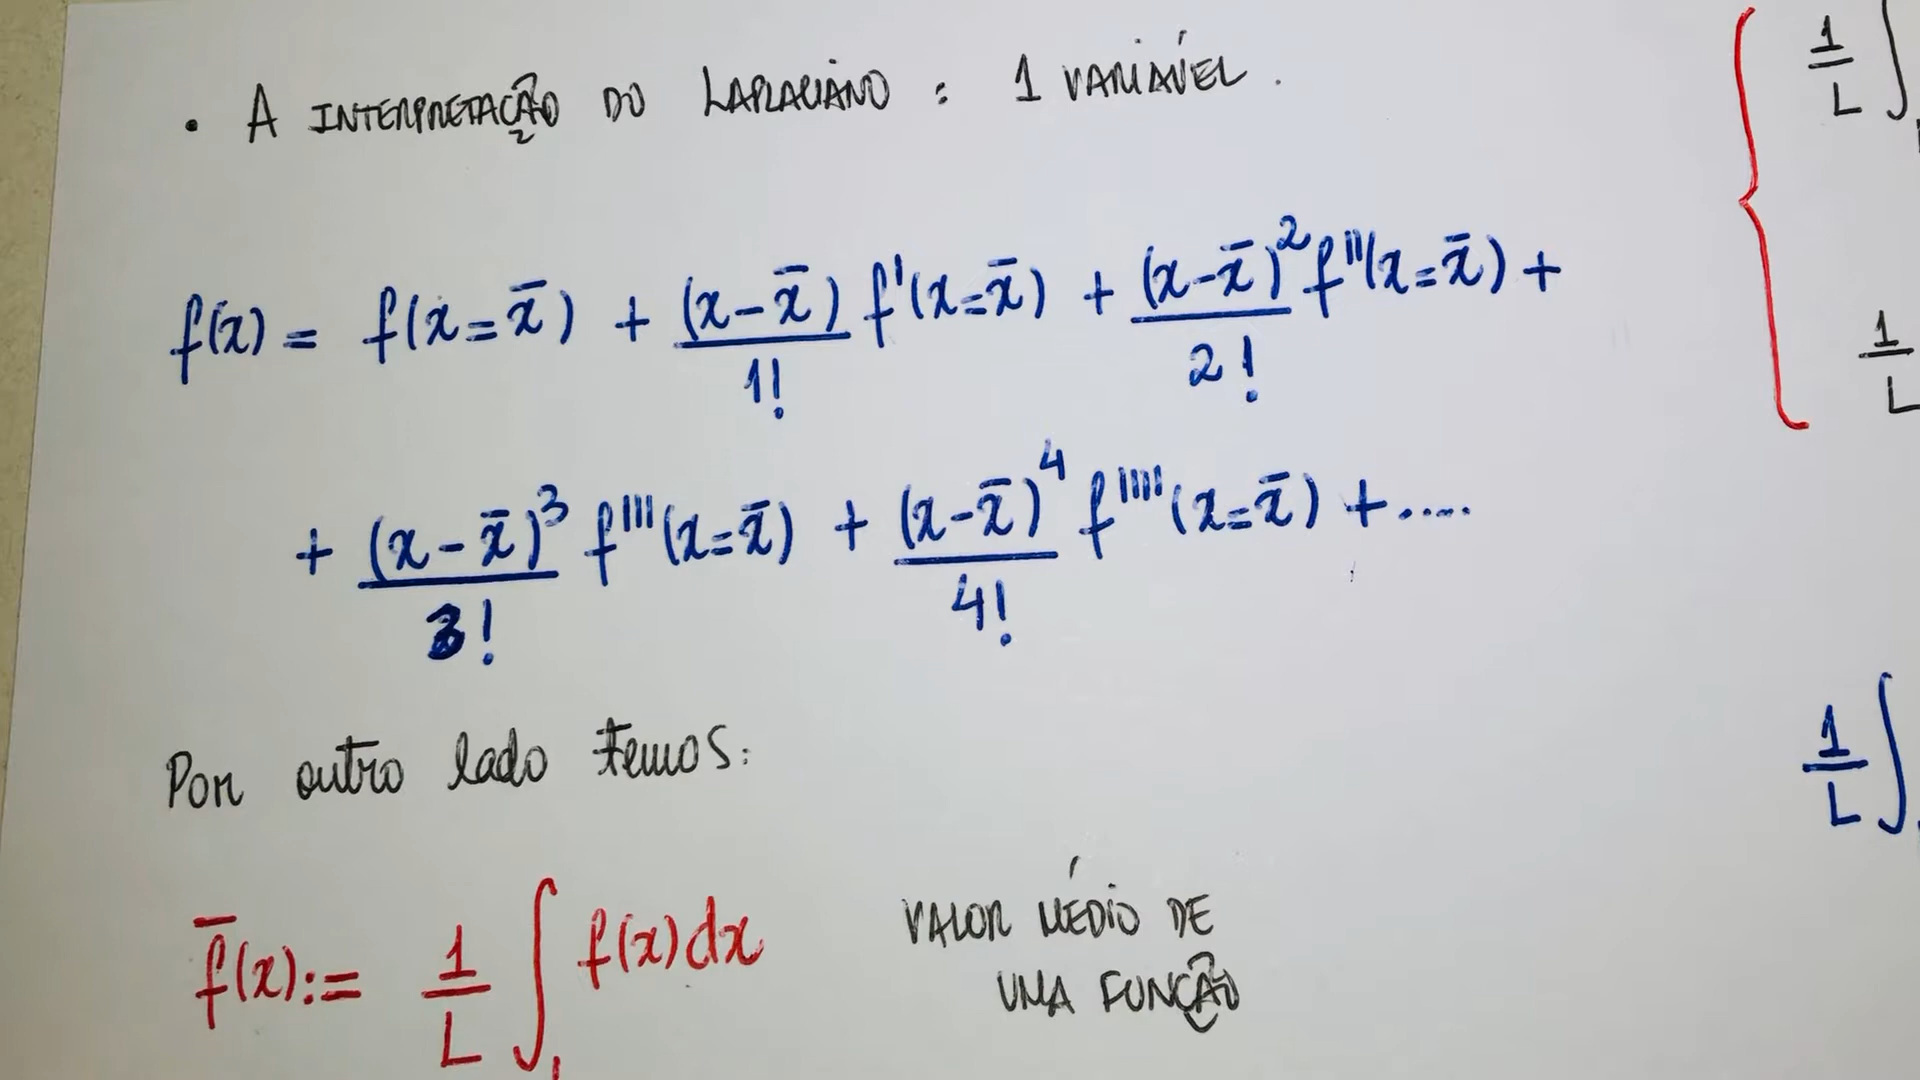 • A INTERPRETAÇÃO DO LAPLACIANO : 1 VARIÁVEL.
f(x) = f(x=x̄) + (x-x̄)/1! f'(x=x̄) + (x-x̄)²/2! f''(x=x̄) +
+ (x-x̄)³/3! f'''(x=x̄) + (x-x̄)⁴/4! f''''(x=x̄) + .....
Por outro lado temos:
f̄(x) := 1/L ∫ f(x)dx
VALOR MÉDIO DE
UMA FUNÇÃO
1/L ∫
1/L
1/L ∫